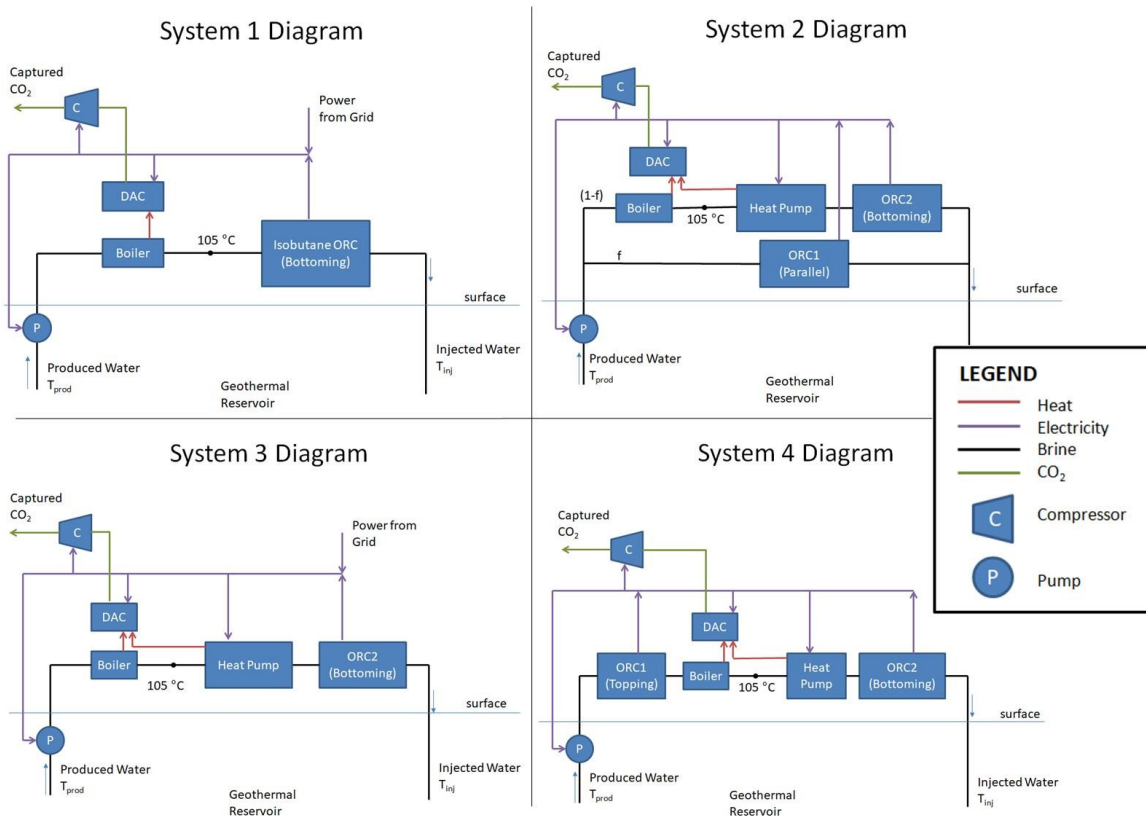 System 1 Diagram
Captured
CO2
C
Power
from Grid
DAC
Boiler
105 °C
Isobutane ORC
(Bottoming)
surface
P
Produced Water
Tprod
Injected Water
Tinj
Geothermal
Reservoir
System 2 Diagram
Captured
CO2
C
DAC
(1-f)
Boiler
105 °C
Heat Pump
ORC2
(Bottoming)
f
ORC1
(Parallel)
surface
P
Produced Water
Tprod
Geothermal
Reservoir
System 3 Diagram
Captured
CO2
C
Power from
Grid
DAC
Boiler
105 °C
Heat Pump
ORC2
(Bottoming)
surface
P
Produced Water
Tprod
Injected Water
Tinj
Geothermal
Reservoir
System 4 Diagram
Captured
CO2
C
DAC
ORC1
(Topping)
Boiler
105 °C
Heat
Pump
ORC2
(Bottoming)
surface
P
Produced Water
Tprod
Injected Water
Tinj
Geothermal
Reservoir
LEGEND
Heat
Electricity
Brine
CO2
C
Compressor
P
Pump